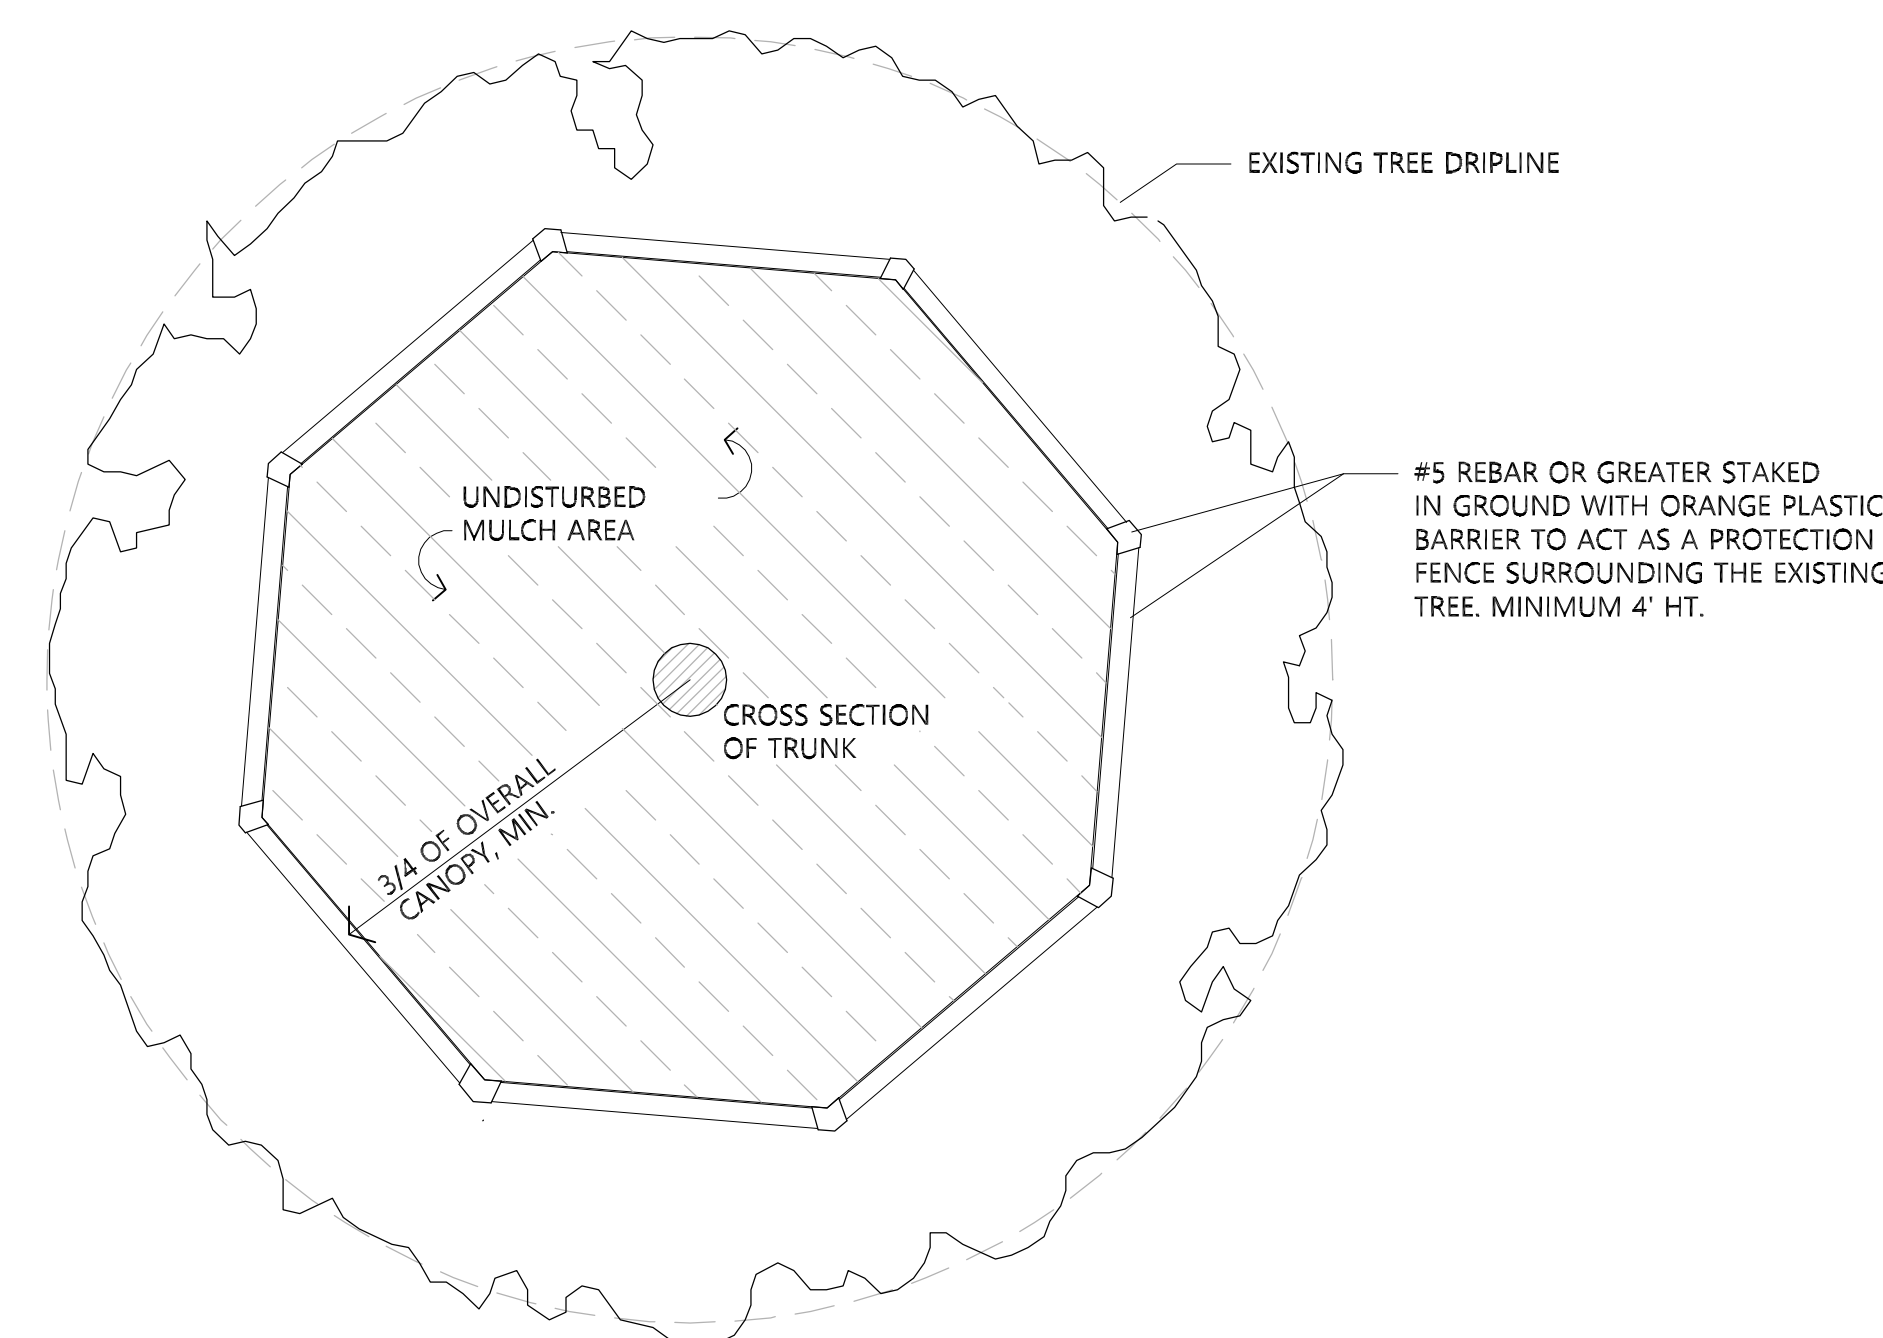 EXISTING TREE DRIPLINE
#5 REBAR OR GREATER STAKED
IN GROUND WITH ORANGE PLASTIC
BARRIER TO ACT AS A PROTECTION
FENCE SURROUNDING THE EXISTING
TREE. MINIMUM 4' HT.
UNDISTURBED
MULCH AREA
CROSS SECTION
OF TRUNK
3/4 OF OVERALL
CANOPY, MIN.